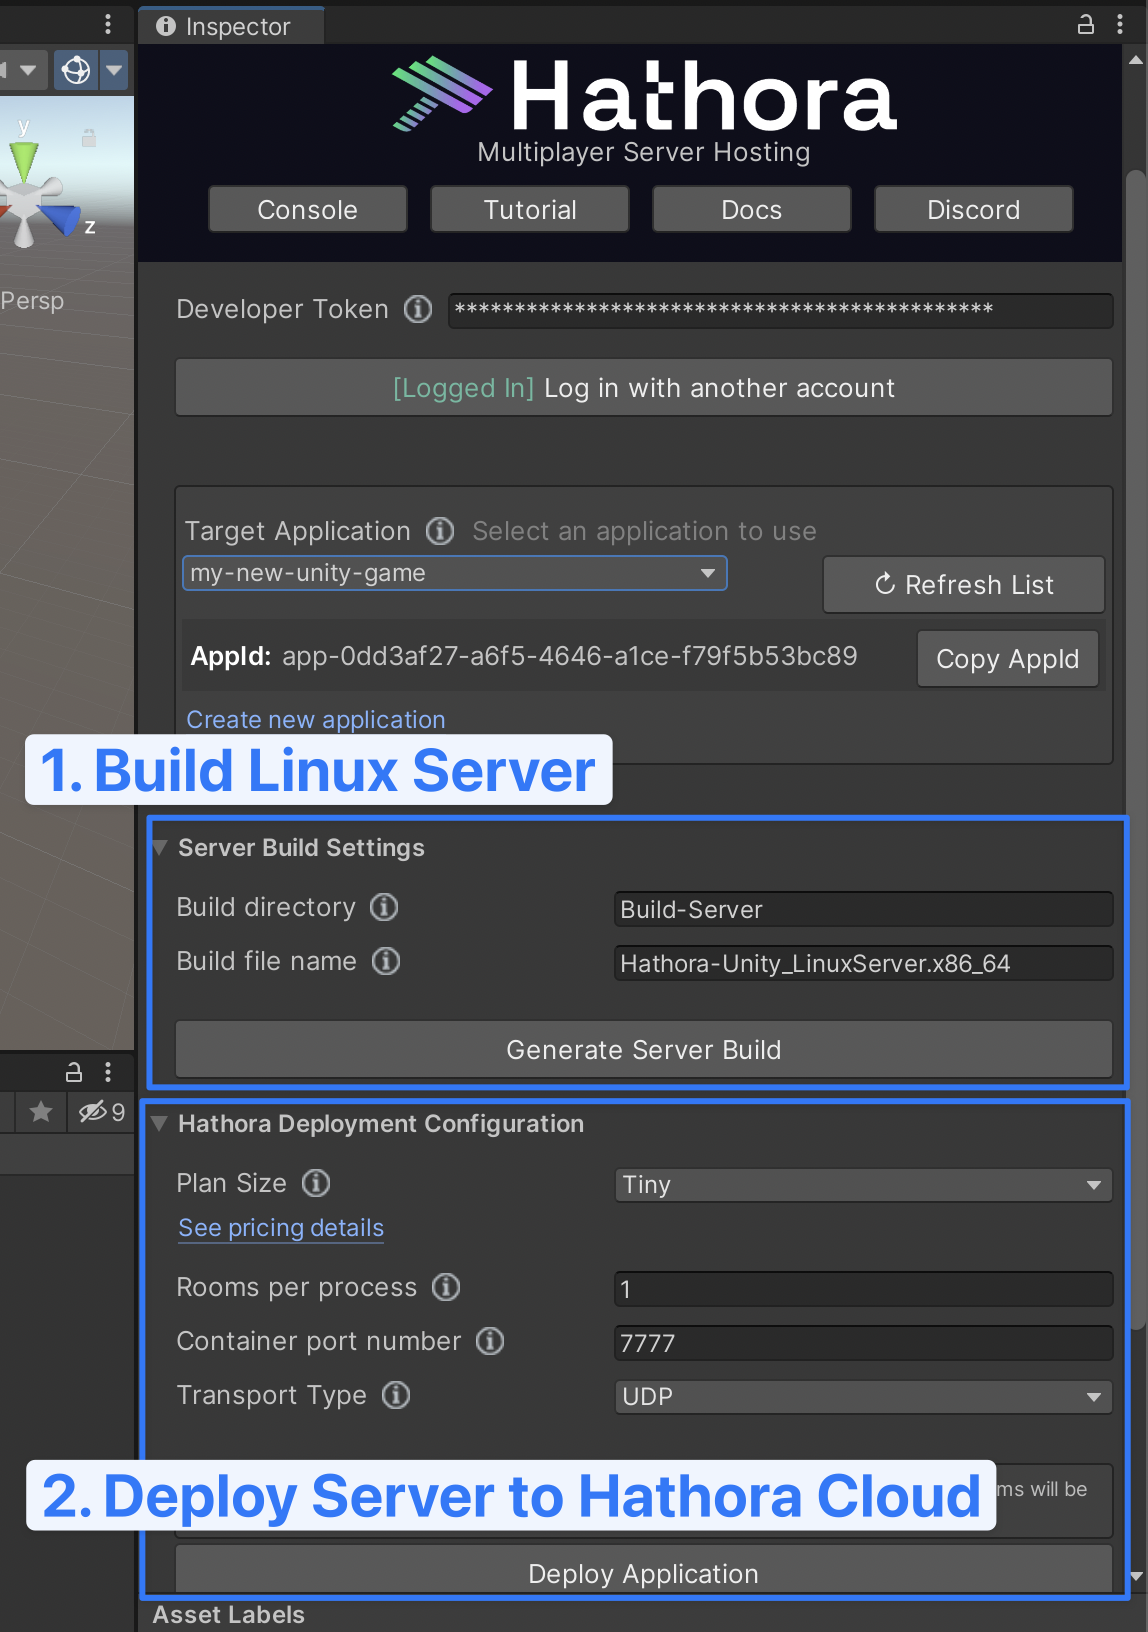 Inspector
Hathora
Multiplayer Server Hosting
Console
Tutorial
Docs
Discord
y
z
Persp
Developer Token
*********************************************
[Logged In] Log in with another account
Target Application
Select an application to use
my-new-unity-game
Refresh List
AppId: app-0dd3af27-a6f5-4646-a1ce-f79f5b53bc89
Copy AppId
Create new application
1. Build Linux Server
Server Build Settings
Build directory
Build-Server
Build file name
Hathora-Unity_LinuxServer.x86_64
Generate Server Build
9
Hathora Deployment Configuration
Plan Size
Tiny
See pricing details
Rooms per process
1
Container port number
7777
Transport Type
UDP
2. Deploy Server to Hathora Cloud
will be
Deploy Application
Asset Labels